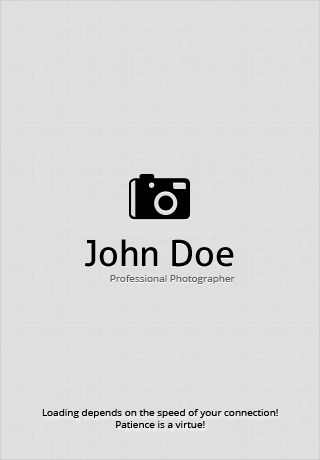 John Doe
Professional Photographer
Loading depends on the speed of your connection!
Patience is a virtue!